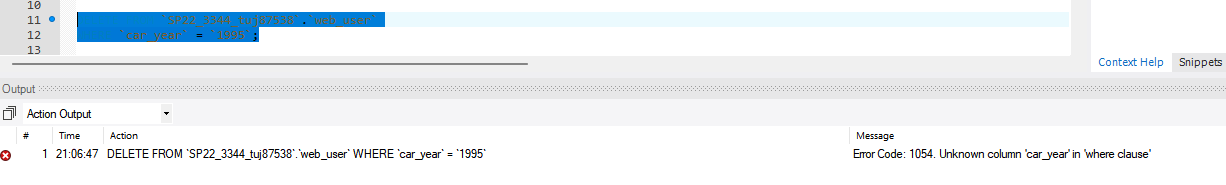 10
11 `SP22_3344_tuj87538`.`web_user`
12 `car_year` = `1995`;
13
Context Help Snippets
Output
Action Output
# Time Action Message
1 21:06:47 DELETE FROM `SP22_3344_tuj87538`.`web_user` WHERE `car_year` = `1995` Error Code: 1054. Unknown column 'car_year' in 'where clause'